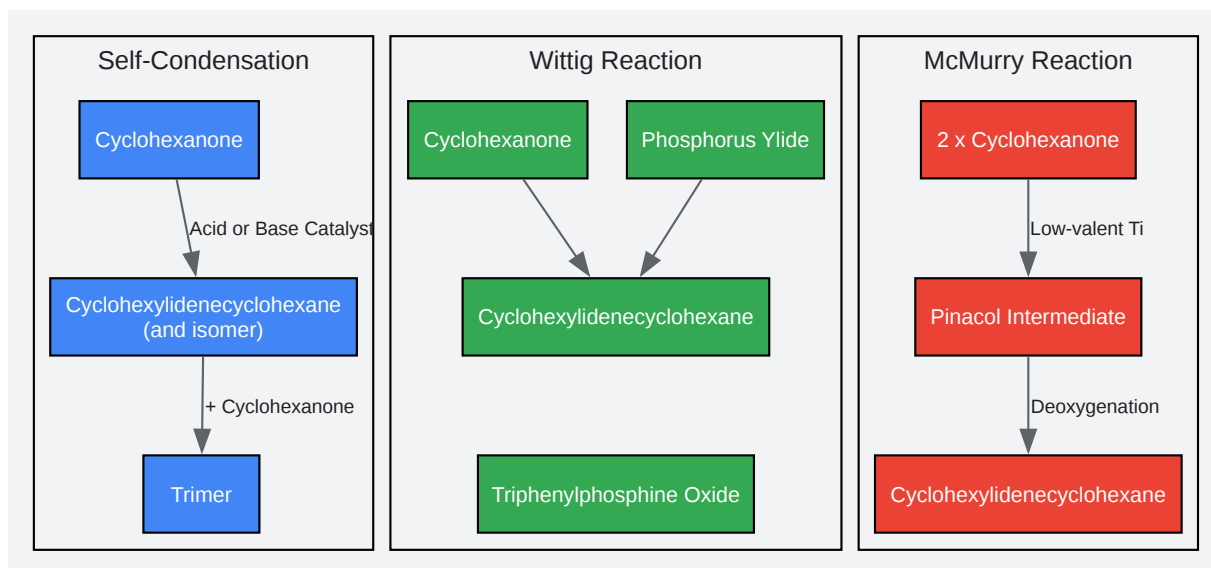 Self-Condensation
Cyclohexanone
Acid or Base Catalyst
Cyclohexylidenecyclohexane
(and isomer)
+ Cyclohexanone
Trimer
Wittig Reaction
Cyclohexanone
Phosphorus Ylide
Cyclohexylidenecyclohexane
Triphenylphosphine Oxide
McMurry Reaction
2 x Cyclohexanone
Low-valent Ti
Pinacol Intermediate
Deoxygenation
Cyclohexylidenecyclohexane